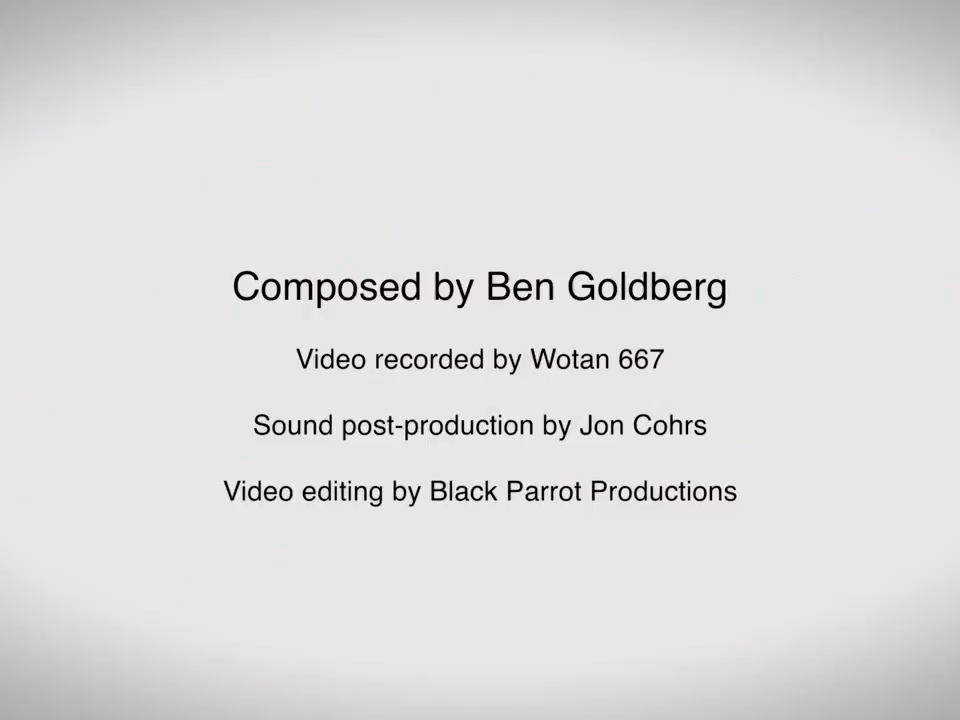 Composed by Ben Goldberg
Video recorded by Wotan 667
Sound post-production by Jon Cohrs
Video editing by Black Parrot Productions